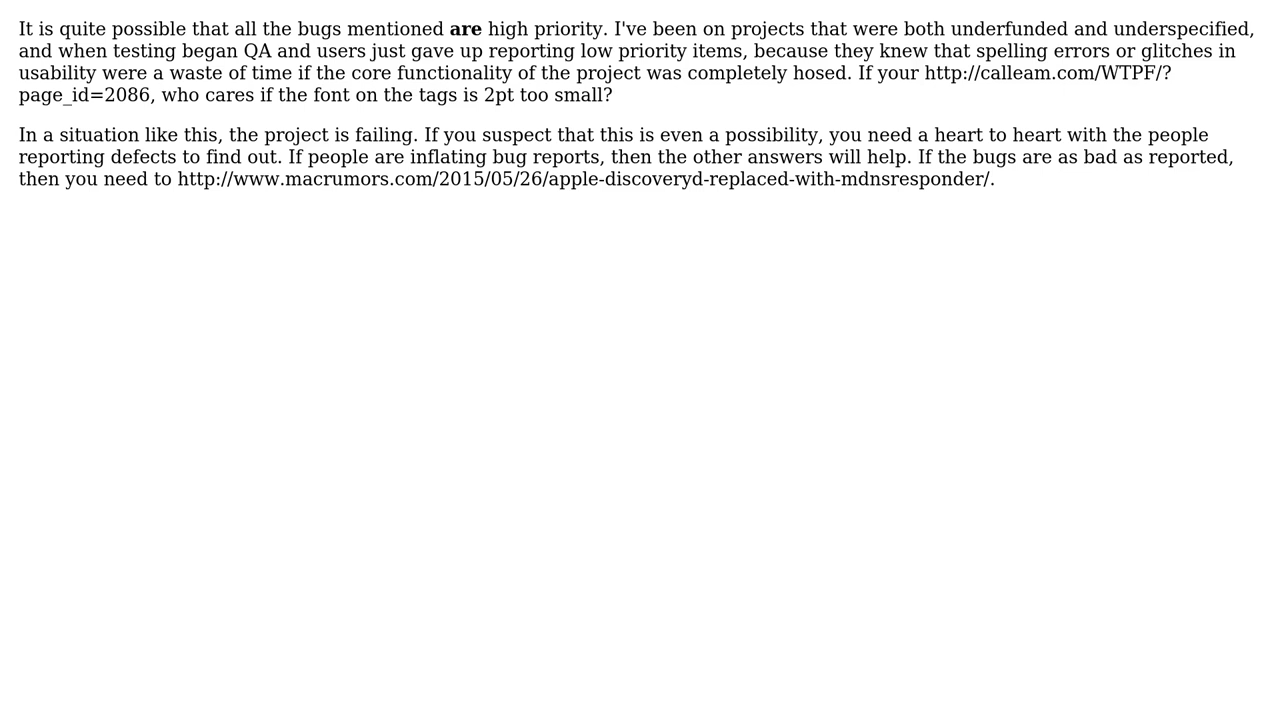 It is quite possible that all the bugs mentioned are high priority. I've been on projects that were both underfunded and underspecified,
and when testing began QA and users just gave up reporting low priority items, because they knew that spelling errors or glitches in
usability were a waste of time if the core functionality of the project was completely hosed. If your http://calleam.com/WTPF/?
page_id=2086, who cares if the font on the tags is 2pt too small?
In a situation like this, the project is failing. If you suspect that this is even a possibility, you need a heart to heart with the people
reporting defects to find out. If people are inflating bug reports, then the other answers will help. If the bugs are as bad as reported,
then you need to http://www.macrumors.com/2015/05/26/apple-discoveryd-replaced-with-mdnsresponder/.